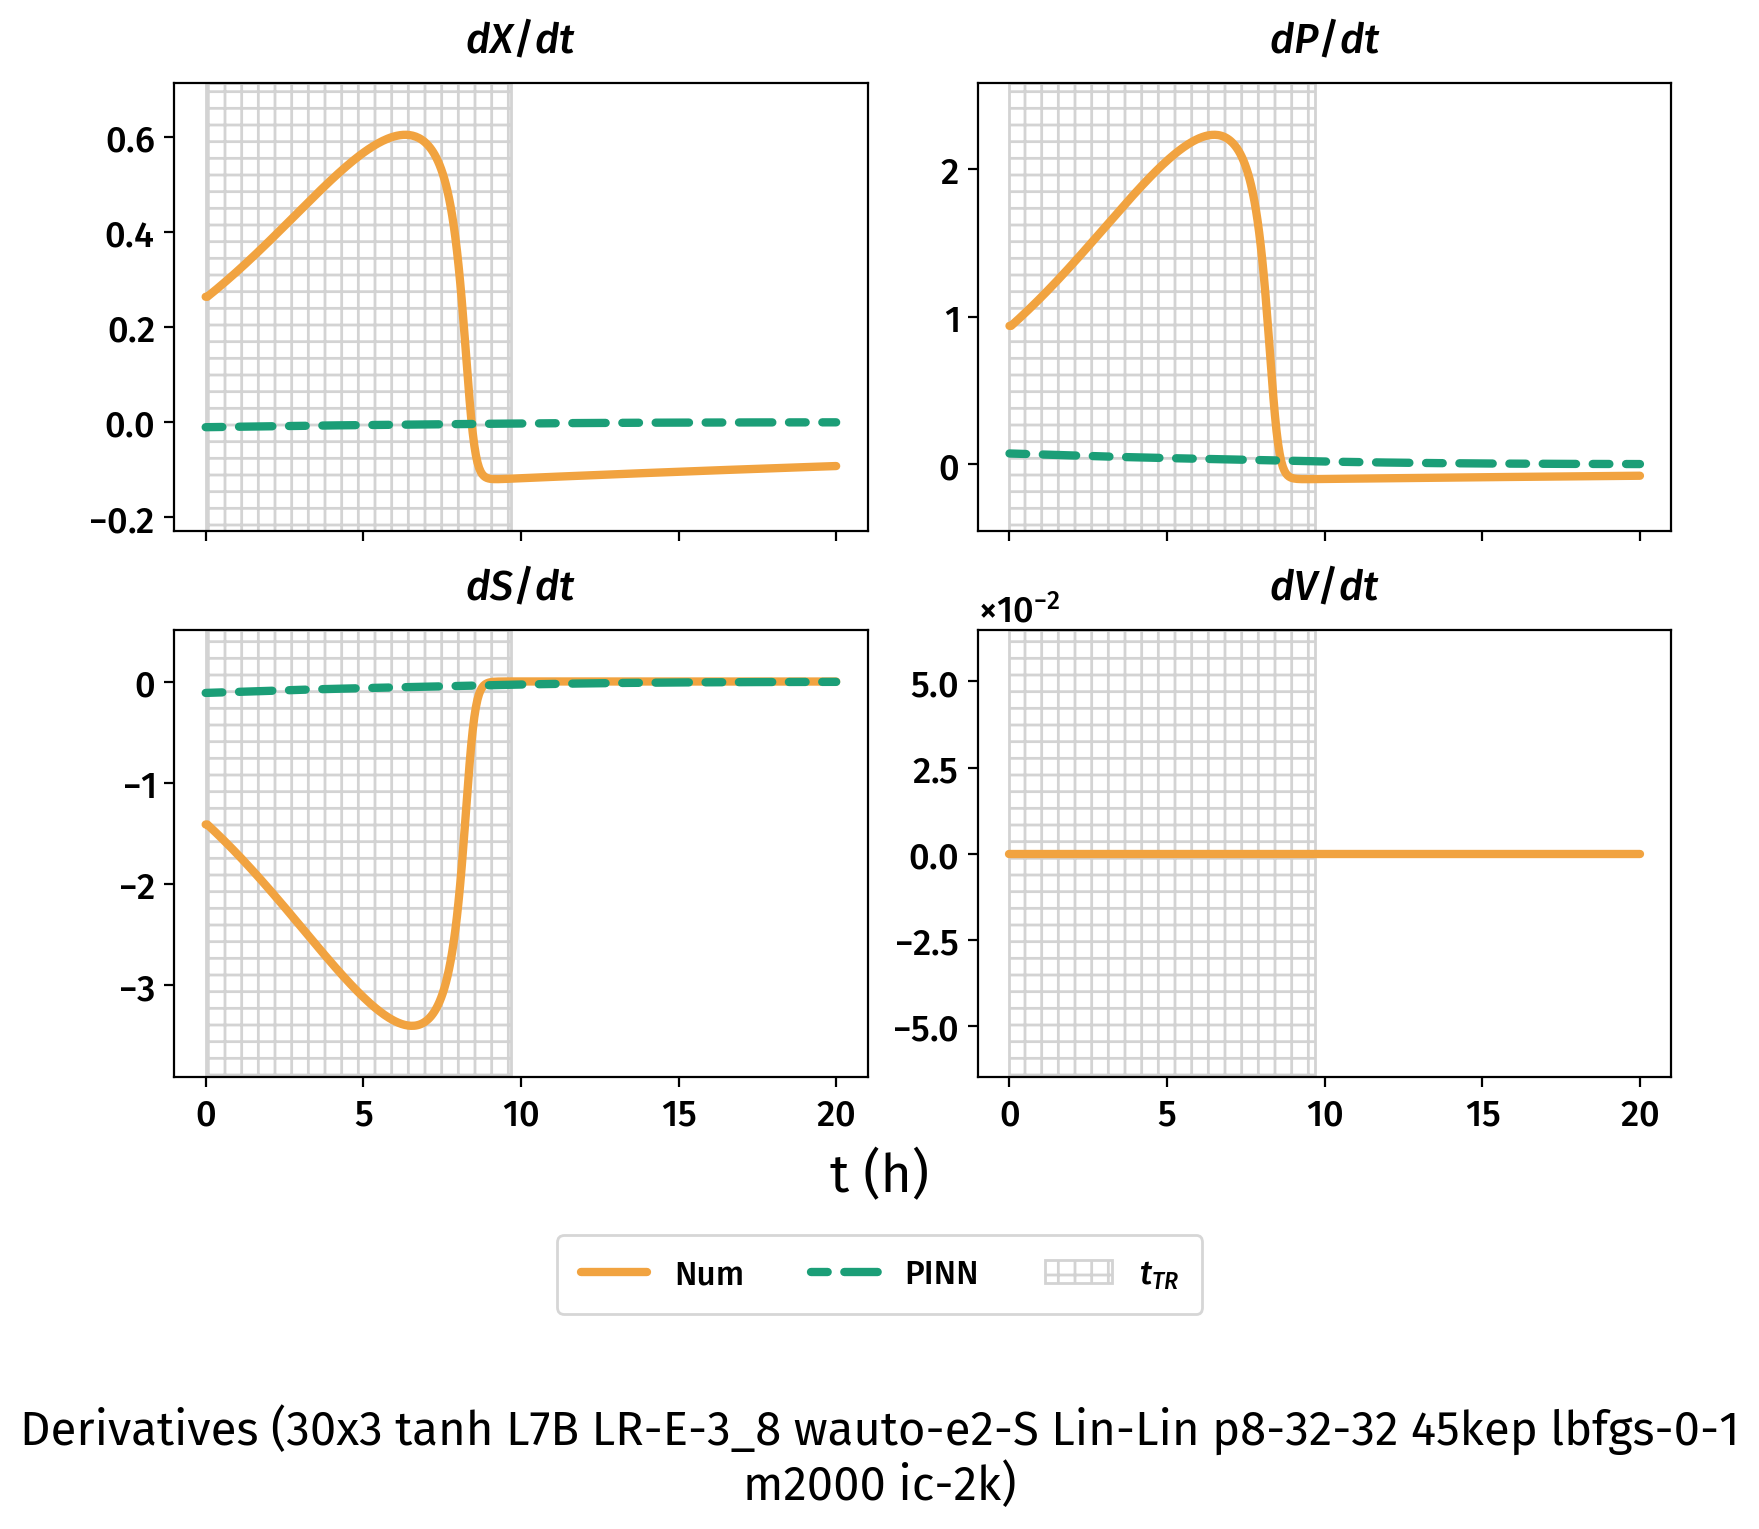 dX/dt
dP/dt
0.6
0.4
0.2
0.0
−0.2
2
1
0
dS/dt
dV/dt
×10⁻²
0
−1
−2
−3
5.0
2.5
0.0
−2.5
−5.0
0 5 10 15 20
0 5 10 15 20
t (h)
Num PINN t_TR
Derivatives (30x3 tanh L7B LR-E-3_8 wauto-e2-S Lin-Lin p8-32-32 45kep lbfgs-0-1
m2000 ic-2k)